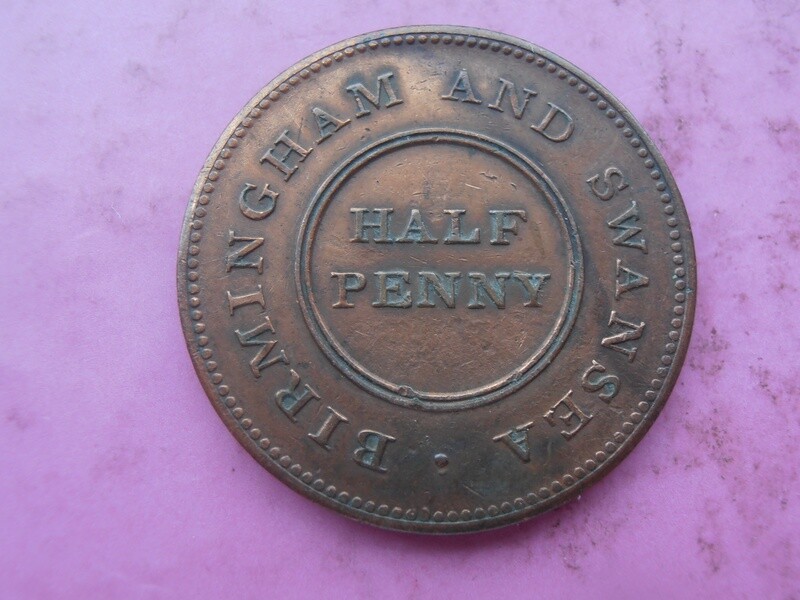 BIRMINGHAM AND SWANSEA ·
HALF
PENNY